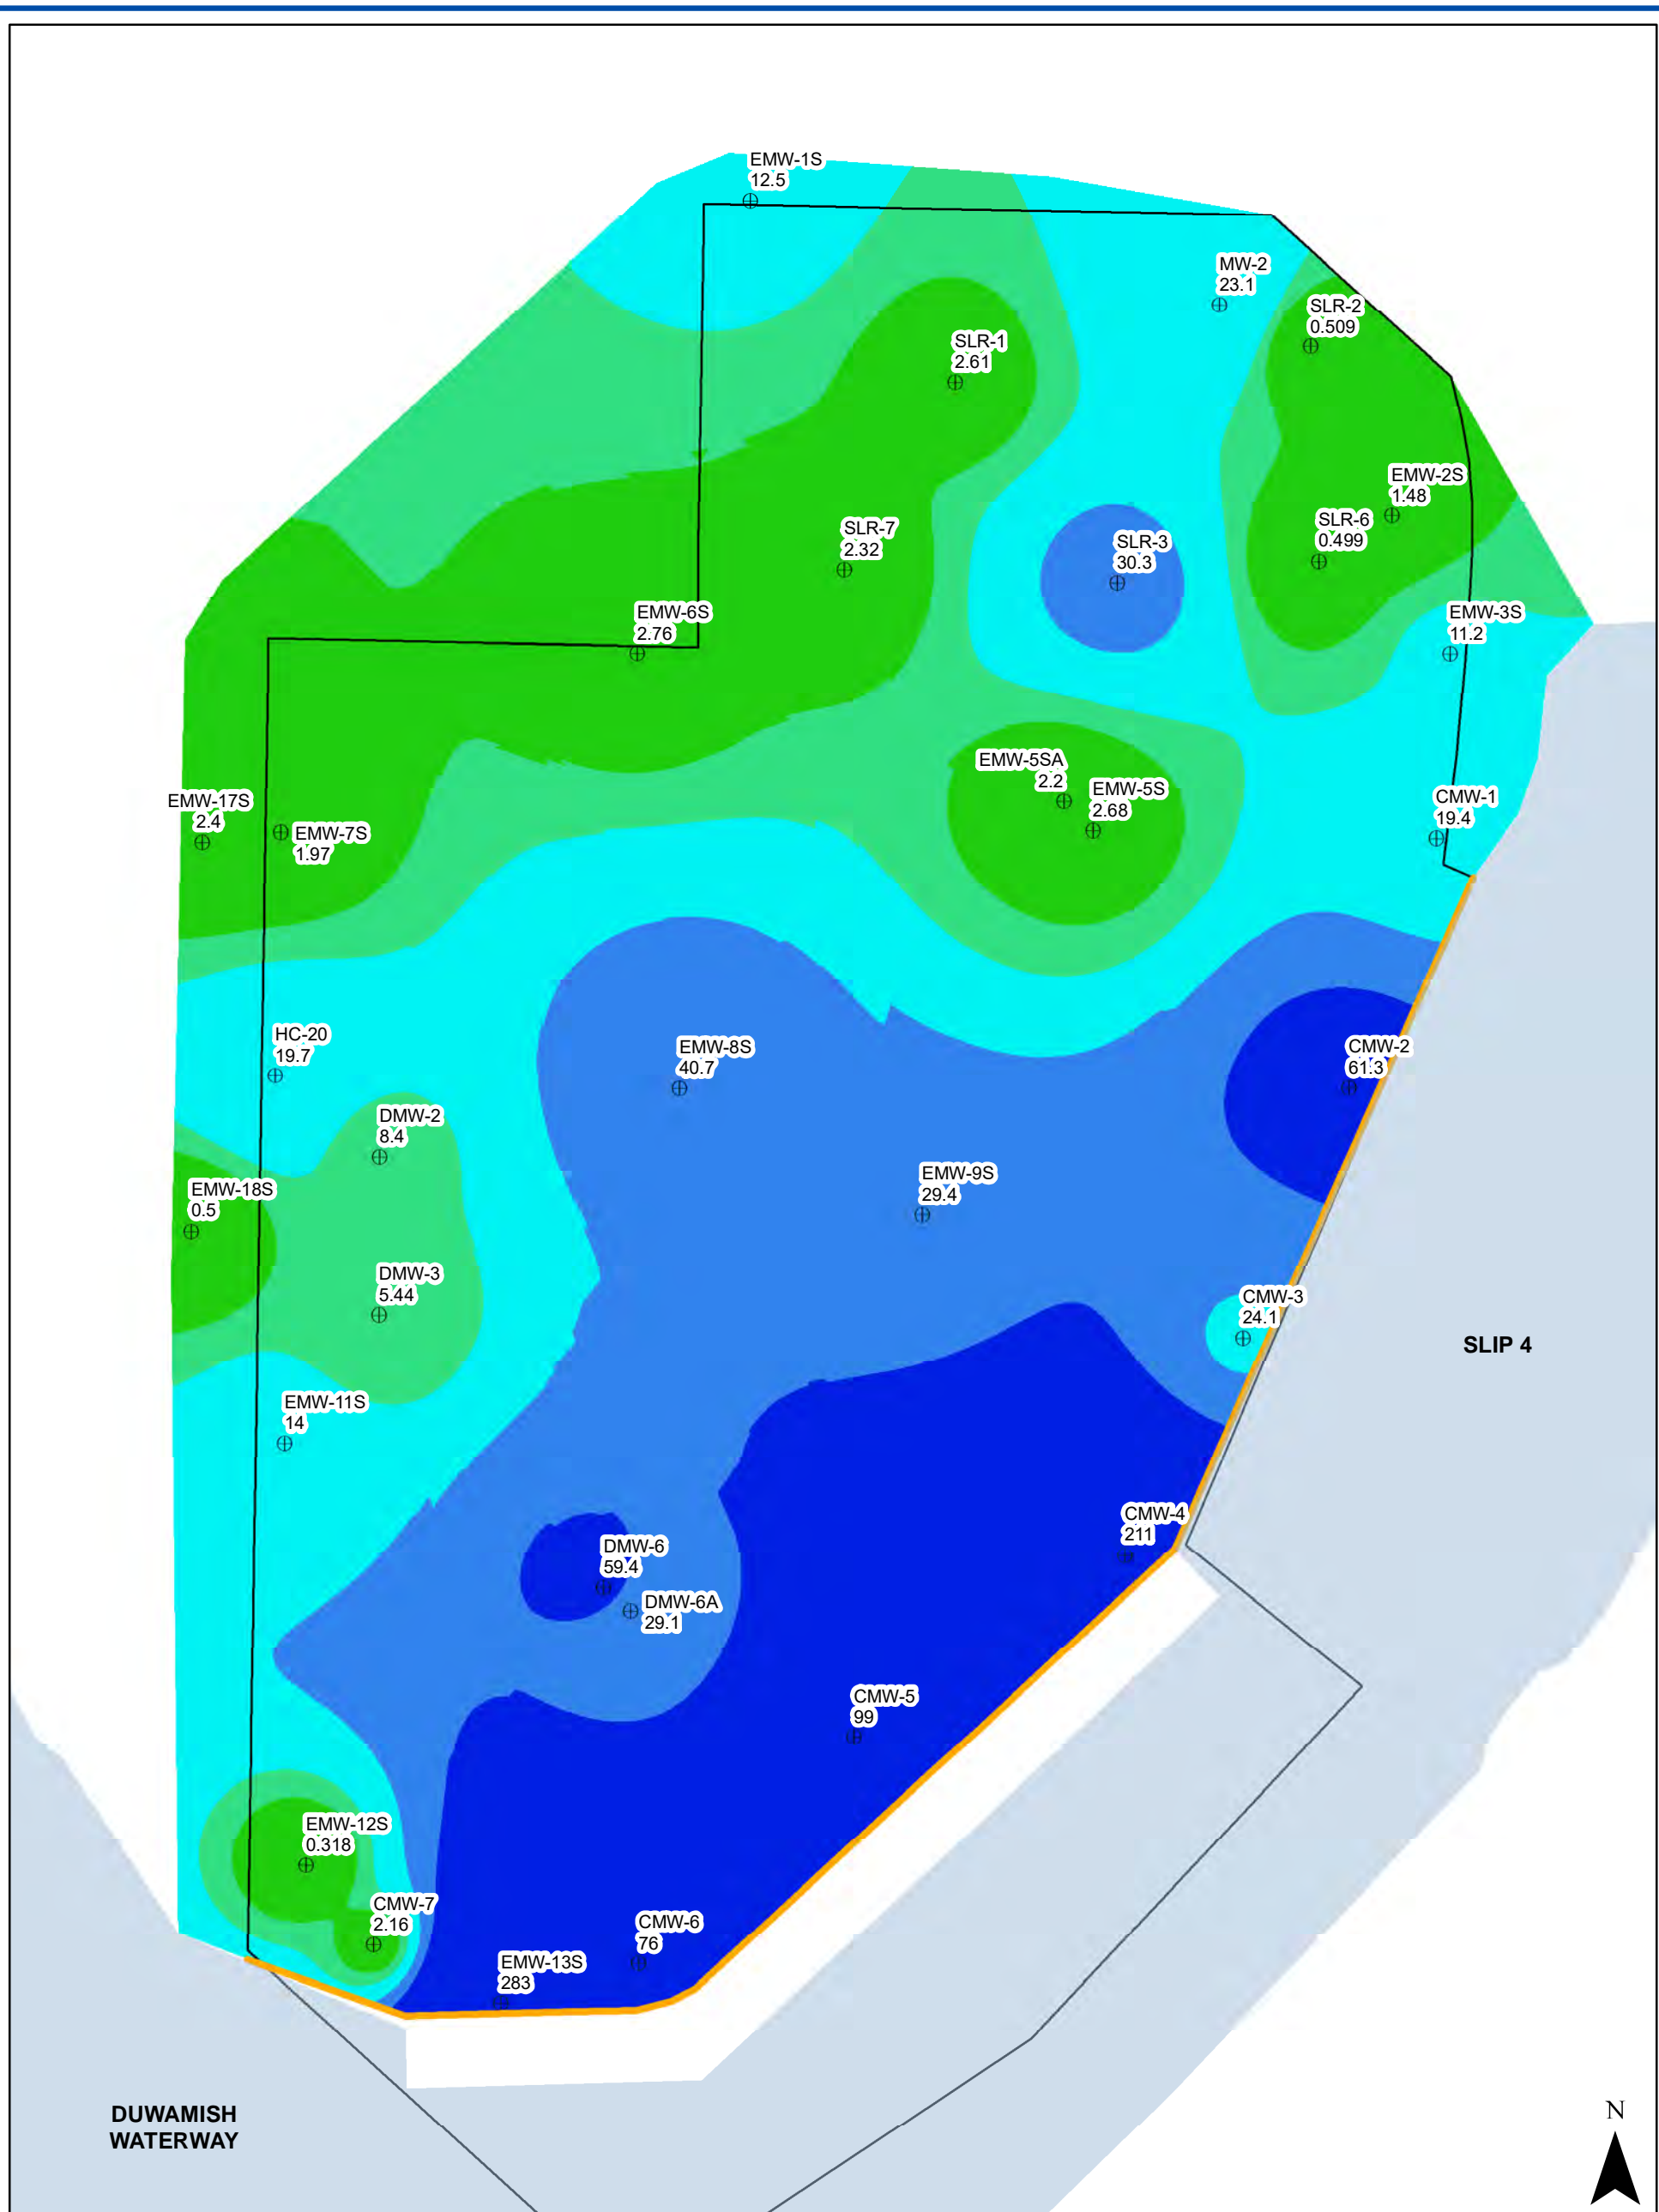 EMW-1S
12.5
MW-2
23.1
SLR-2
0.509
SLR-1
2.61
EMW-2S
1.48
SLR-6
0.499
SLR-7
2.32
SLR-3
30.3
EMW-6S
2.76
EMW-3S
11.2
EMW-5SA
2.2
EMW-5S
2.68
CMW-1
19.4
EMW-17S
2.4
EMW-7S
1.97
HC-20
19.7
EMW-8S
40.7
CMW-2
61.3
DMW-2
8.4
EMW-18S
0.5
EMW-9S
29.4
DMW-3
5.44
CMW-3
24.1
SLIP 4
EMW-11S
14
CMW-4
211
DMW-6
59.4
DMW-6A
29.1
CMW-5
99
EMW-12S
0.318
CMW-7
2.16
CMW-6
76
EMW-13S
283
DUWAMISH
WATERWAY
N